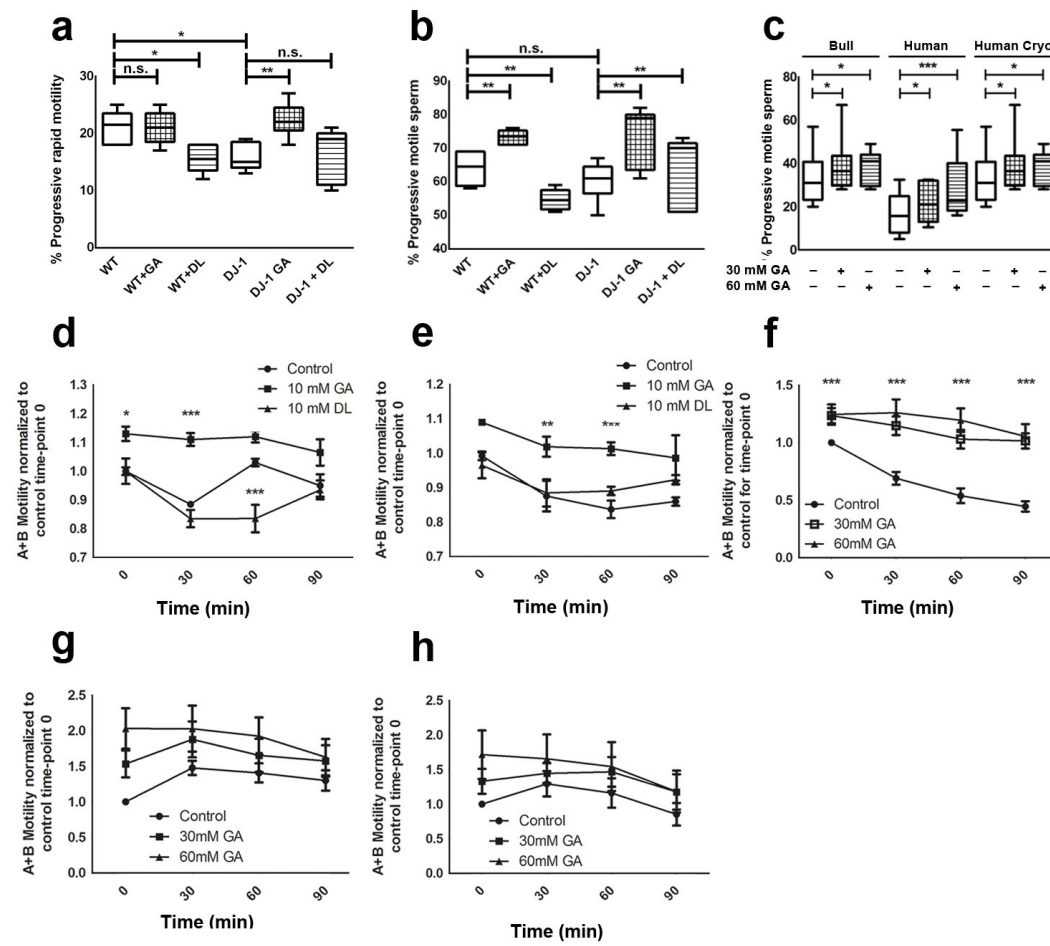 a
% Progressive rapid motility
*
*
n.s.
n.s.
**
30
20
10
0
WT
WT+GA
WT+DL
DJ-1
DJ-1 GA
DJ-1 + DL
b
% Progressive motile sperm
n.s.
**
**
**
**
90
80
70
60
50
40
WT
WT+GA
WT+DL
DJ-1
DJ-1 GA
DJ-1 + DL
c
Bull
Human
Human Cryo
% Progressive motile sperm
*
***
*
*
*
*
80
60
40
20
0
30 mM GA – + – – + – – + –
60 mM GA – – + – – + – – +
d
A+B Motility normalized to
control time-point 0
Control
10 mM GA
10 mM DL
*
***
***
1.3
1.2
1.1
1.0
0.9
0.8
0.7
0
30
60
90
Time (min)
e
A+B Motility normalized to
control time-point 0
Control
10 mM GA
10 mM DL
**
***
1.2
1.1
1.0
0.9
0.8
0.7
0
30
60
90
Time (min)
f
A+B Motility normalized to
control for time-point 0
***
***
***
***
1.5
1.0
0.5
0.0
Control
30mM GA
60mM GA
0
30
60
90
Time (min)
g
A+B Motility normalized to
control time-point 0
2.5
2.0
1.5
1.0
0.5
0.0
Control
30mM GA
60mM GA
0
30
60
90
Time (min)
h
A+B Motility normalized to
control time-point 0
2.5
2.0
1.5
1.0
0.5
0.0
Control
30mM GA
60mM GA
0
30
60
90
Time (min)